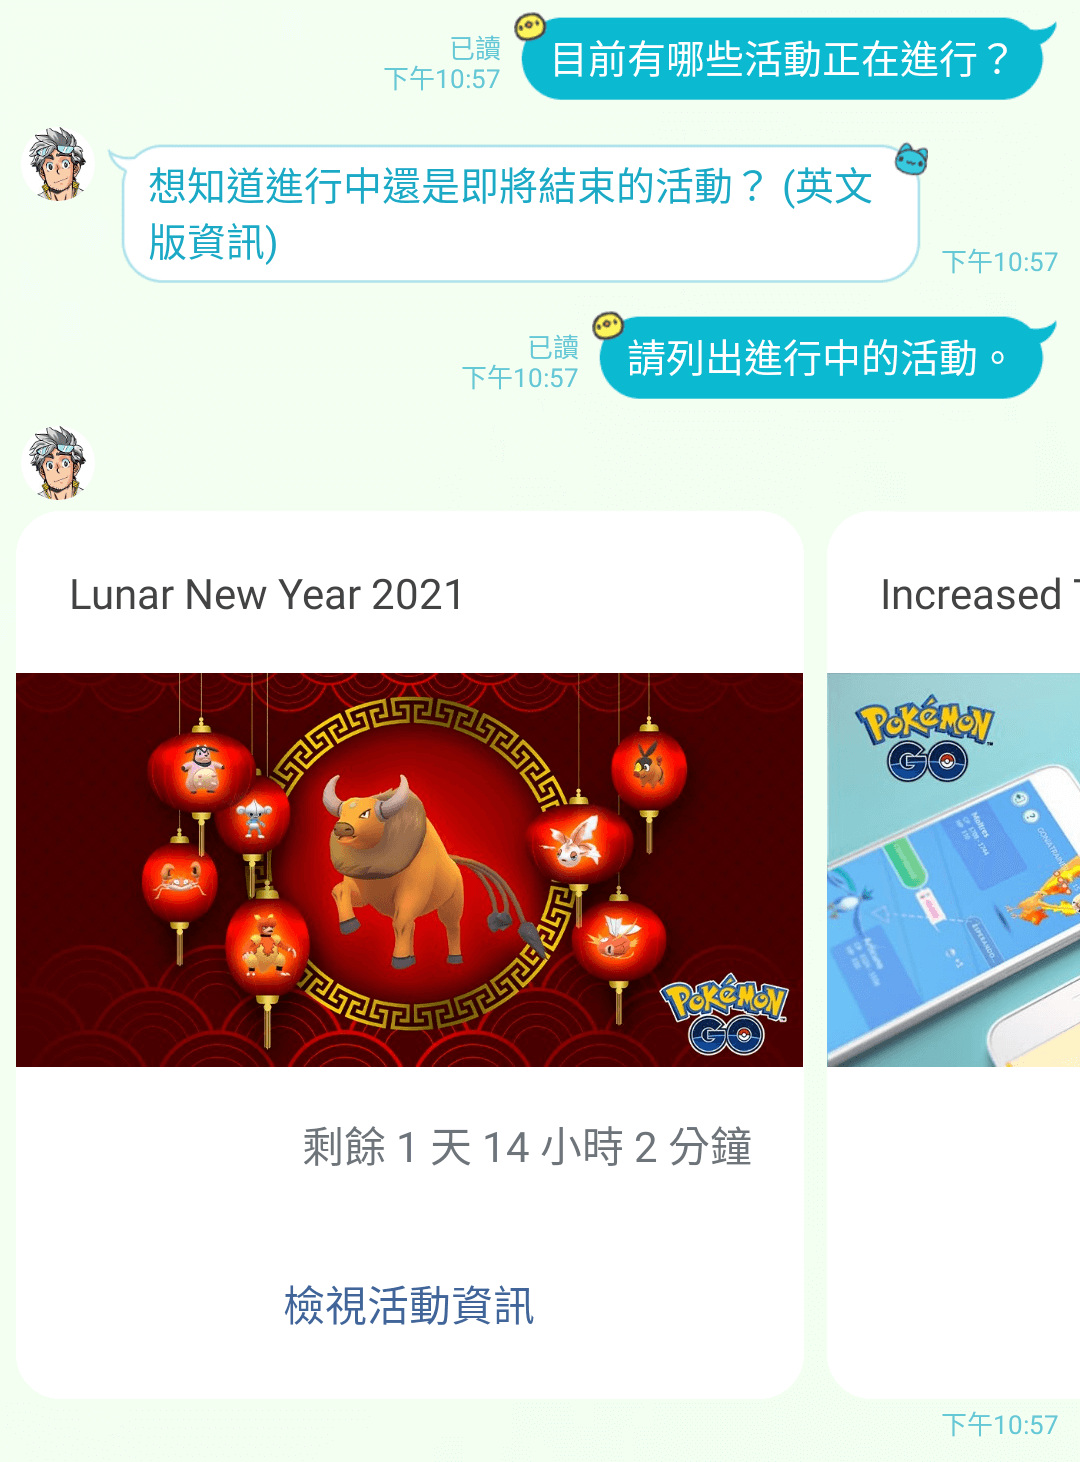 目前有哪些活動正在進行？
已讀
下午10:57
想知道進行中還是即將結束的活動？ (英文
版資訊)
下午10:57
請列出進行中的活動。
已讀
下午10:57
Lunar New Year 2021
POKéMON
GO
剩餘 1 天 14 小時 2 分鐘
檢視活動資訊
Increased
POKéMON
GO
Moltres
ESPERANDO...
下午10:57